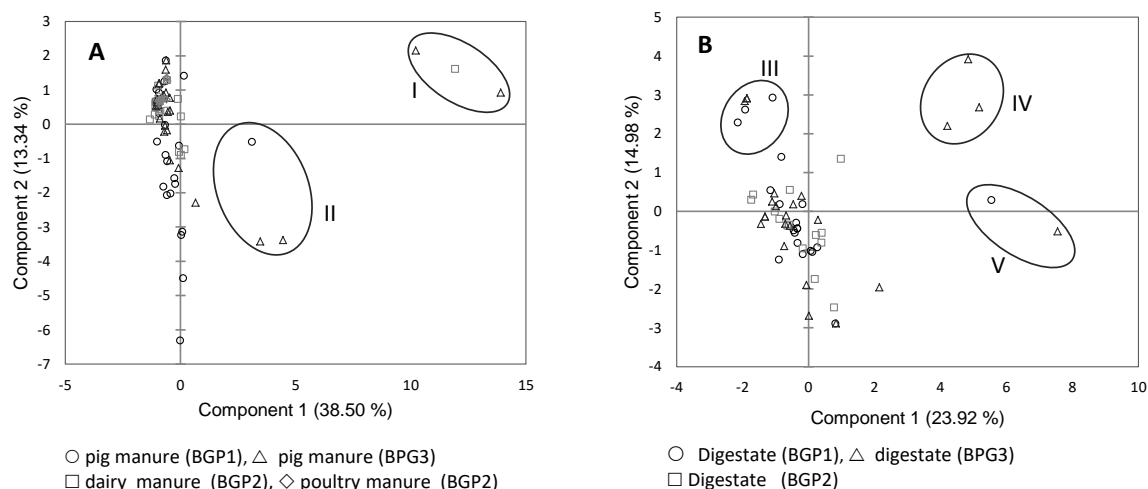 A
I
II
3
2
1
0
-1
-2
-3
-4
-5
-6
-7
-5 0 5 10 15
Component 2 (13.34 %)
Component 1 (38.50 %)
pig manure (BGP1), pig manure (BPG3)
dairy manure (BGP2), poultry manure (BGP2)
B
III
IV
V
5
4
3
2
1
0
-1
-2
-3
-4
-4 -2 0 2 4 6 8 10
Component 2 (14.98 %)
Component 1 (23.92 %)
Digestate (BGP1), digestate (BPG3)
Digestate (BGP2)